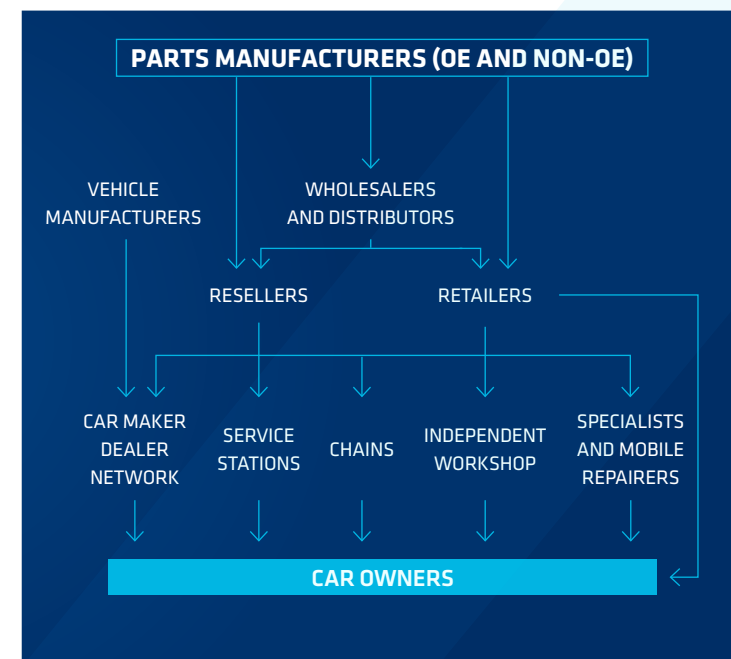 PARTS MANUFACTURERS (OE AND NON-OE)
VEHICLE
MANUFACTURERS
WHOLESALERS
AND DISTRIBUTORS
RESELLERS
RETAILERS
CAR MAKER
DEALER
NETWORK
SERVICE
STATIONS
CHAINS
INDEPENDENT
WORKSHOP
SPECIALISTS
AND MOBILE
REPAIRERS
CAR OWNERS